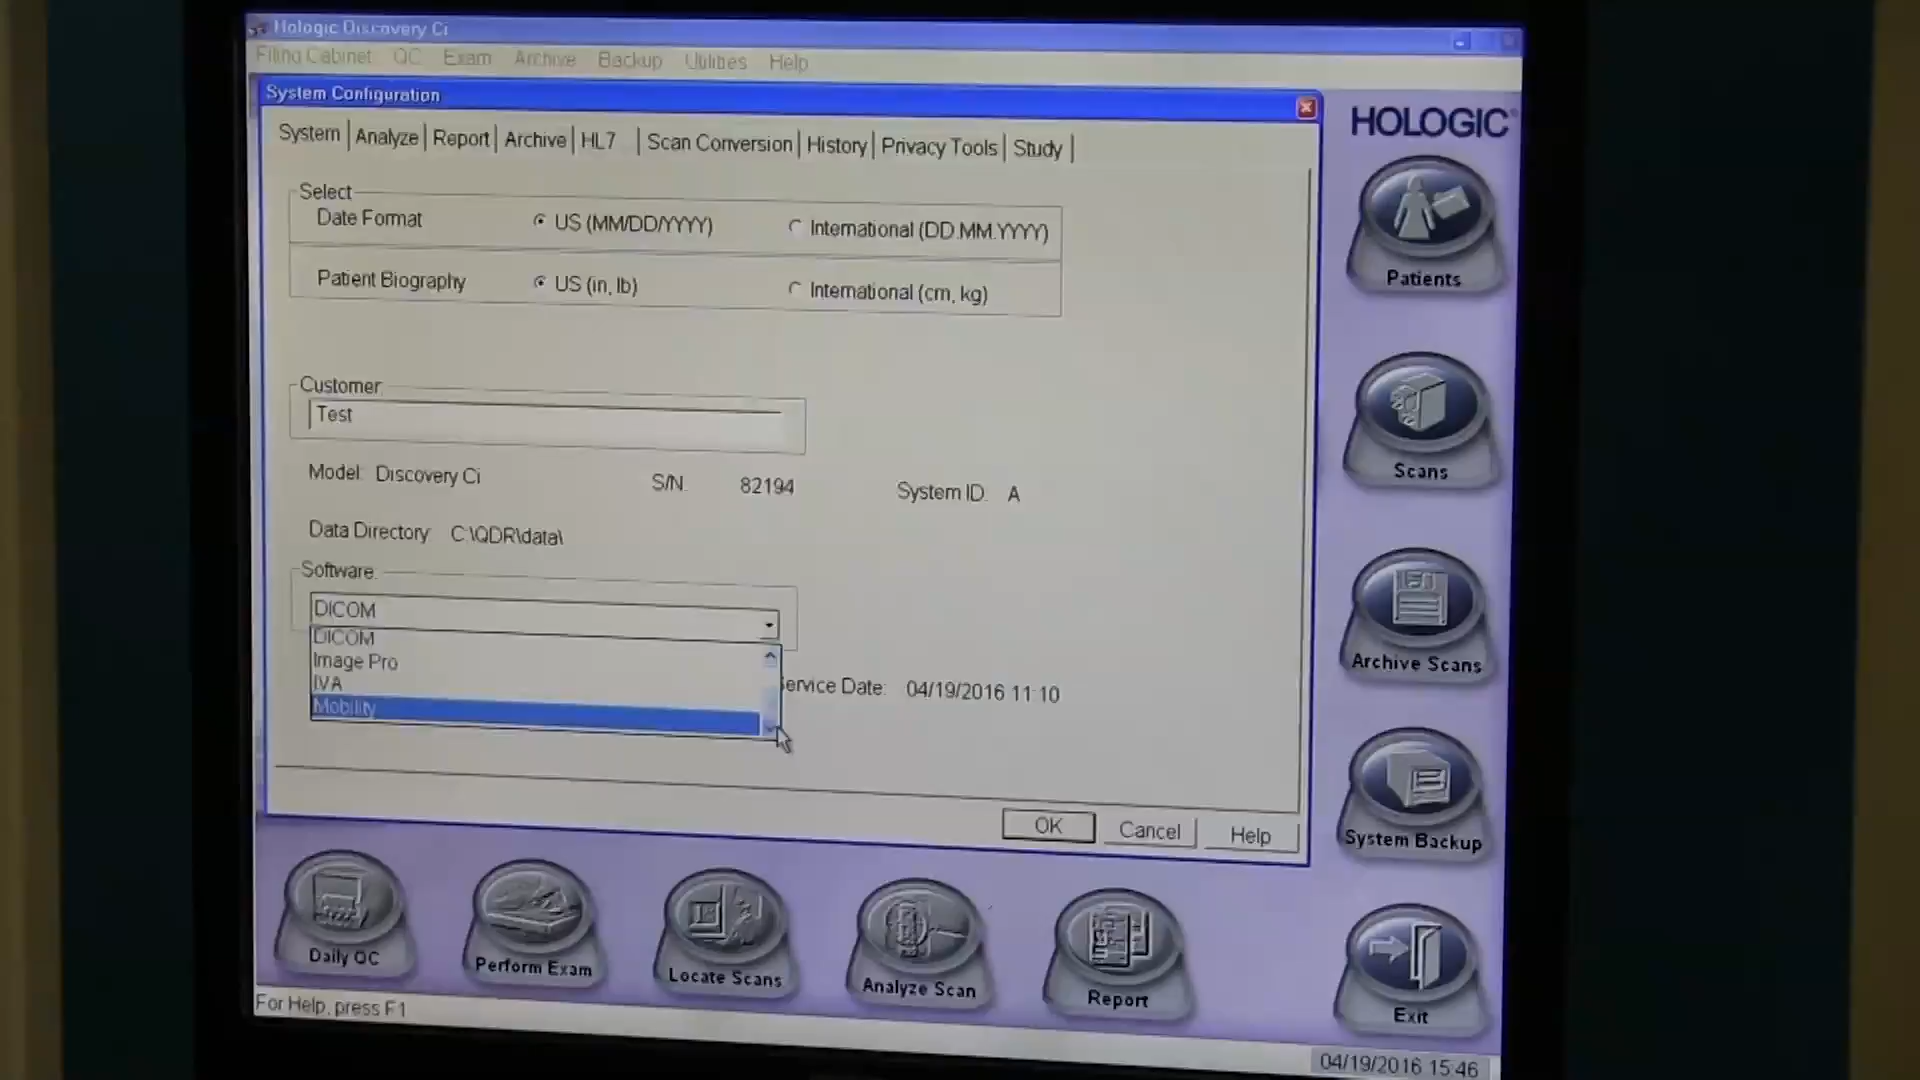 Hologic Discovery Ci
Filing Cabinet QC Exam Archive Backup Utilities Help
System Configuration
System Analyze Report Archive HL7 Scan Conversion History Privacy Tools Study
Select
Date Format US (MM/DD/YYYY) International (DD.MM.YYYY)
Patient Biography US (in, lb) International (cm, kg)
Customer
Test
Model: Discovery Ci S/N. 82194 System ID. A
Data Directory C:\QDR\data\
Software.
DICOM
DICOM
Image Pro
IVA
Mobility
Service Date: 04/19/2016 11:10
OK Cancel Help
HOLOGIC
Patients
Scans
Archive Scans
System Backup
Exit
Daily QC Perform Exam Locate Scans Analyze Scan Report
For Help, press F1
04/19/2016 15:46